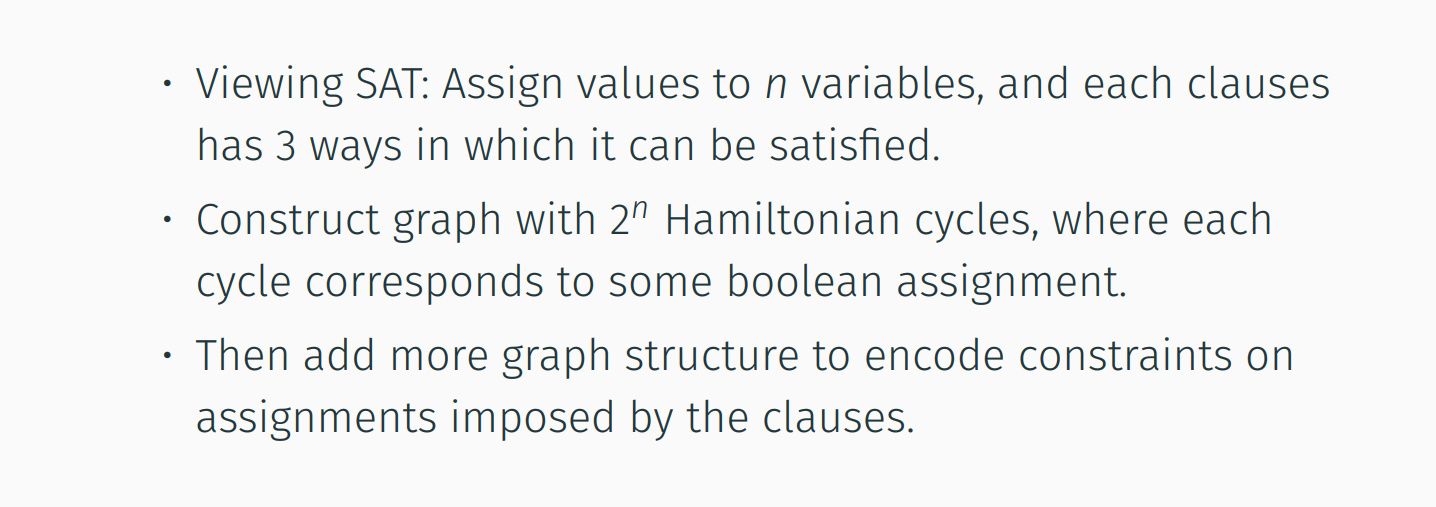 • Viewing SAT: Assign values to n variables, and each clauses
has 3 ways in which it can be satisfied.
• Construct graph with 2ⁿ Hamiltonian cycles, where each
cycle corresponds to some boolean assignment.
• Then add more graph structure to encode constraints on
assignments imposed by the clauses.